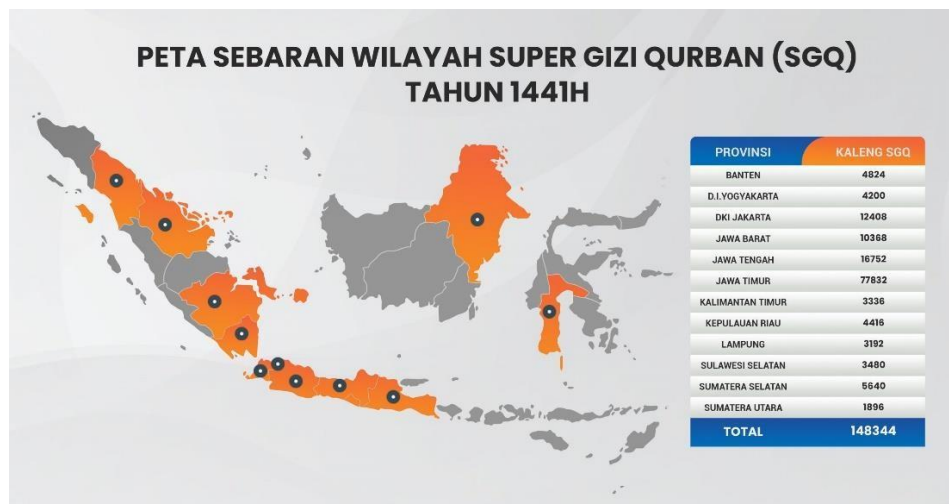 PETA SEBARAN WILAYAH SUPER GIZI QURBAN (SGQ)
TAHUN 1441H
PROVINSI KALENG SGQ
BANTEN 4824
D.I.YOGYAKARTA 4200
DKI JAKARTA 12408
JAWA BARAT 10368
JAWA TENGAH 16752
JAWA TIMUR 77832
KALIMANTAN TIMUR 3336
KEPULAUAN RIAU 4416
LAMPUNG 3192
SULAWESI SELATAN 3480
SUMATERA SELATAN 5640
SUMATERA UTARA 1896
TOTAL 148344